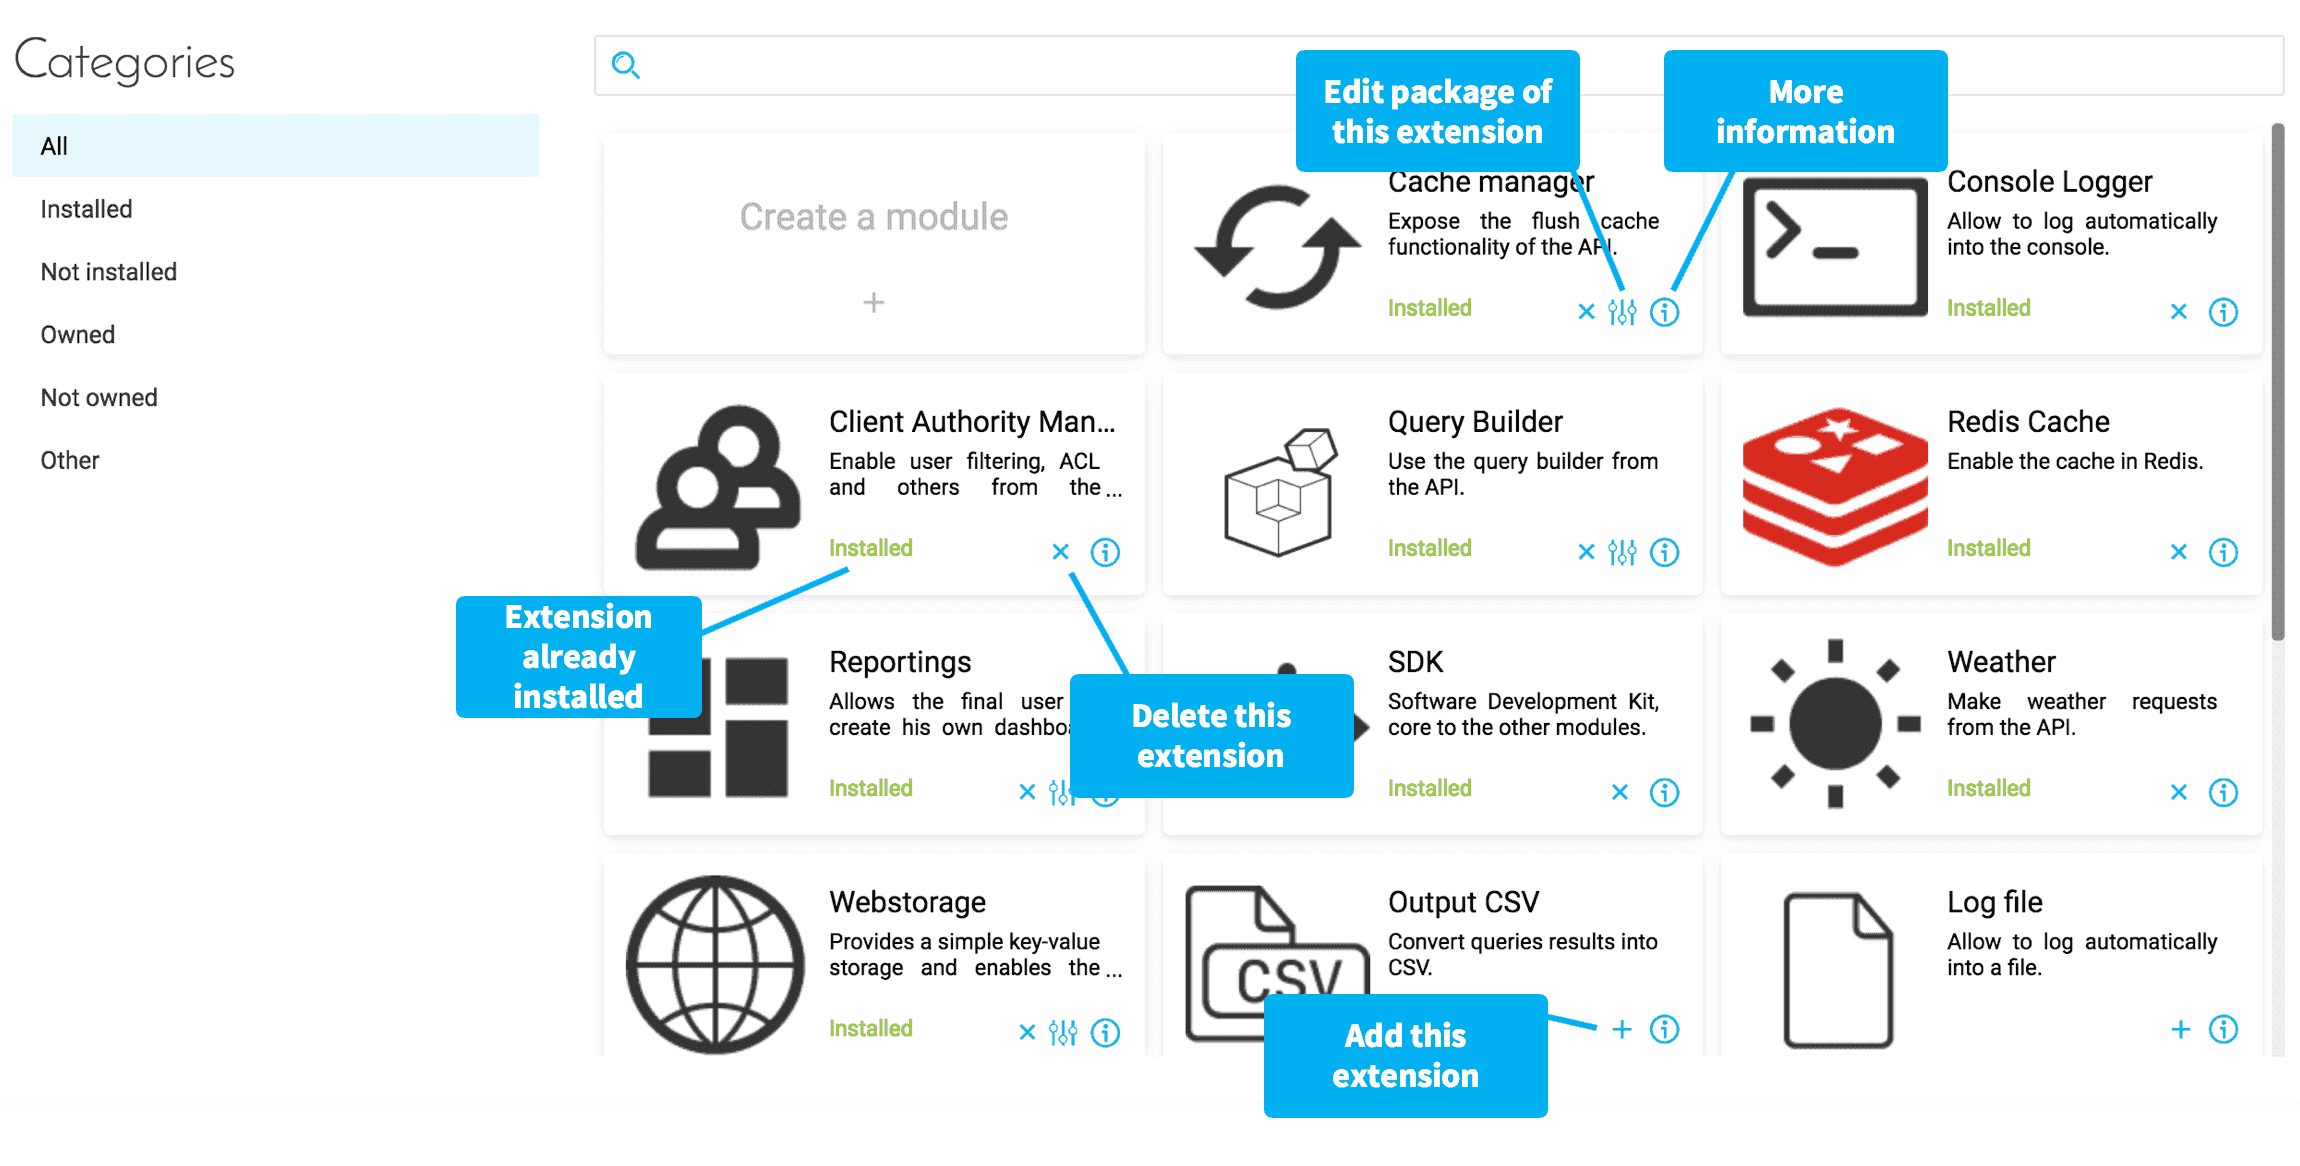 Categories
All
Installed
Not installed
Owned
Not owned
Other
Edit package of
this extension
More
information
Create a module
+
Cache manager
Expose the flush cache
functionality of the API.
Installed
Console Logger
Allow to log automatically
into the console.
Installed
Client Authority Man...
Enable user filtering, ACL
and others from the...
Installed
Query Builder
Use the query builder from
the API.
Installed
Redis Cache
Enable the cache in Redis.
Installed
Extension
already
installed
Reportings
Allows the final user
create his own
Installed
Delete this
extension
SDK
Software Development Kit,
core to the other modules.
Installed
Weather
Make weather requests
from the API.
Installed
Webstorage
Provides a simple key-value
storage and enables the...
Installed
Output CSV
Convert queries results into
CSV.
CSV
Add this
extension
Log file
Allow to log automatically
into a file.